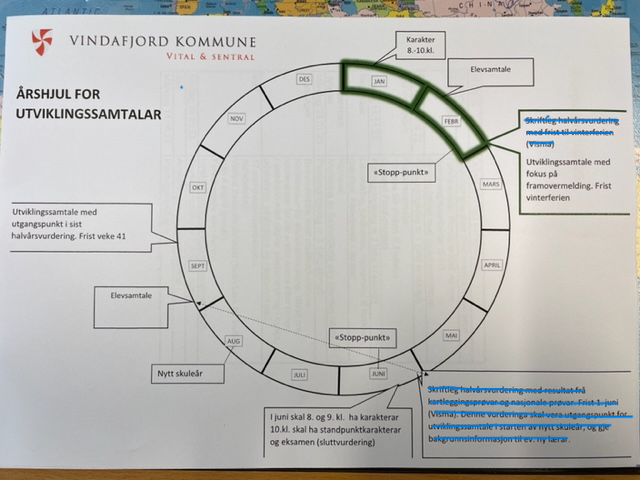 ATLANTIC
CHINA
VINDAFJORD KOMMUNE
VITAL & SENTRAL
ÅRSHJUL FOR
UTVIKLINGSSAMTALAR
Karakter
8.-10.kl.
Elevsamtale
DES
JAN
FEBR
NOV
Skriftleg halvårsvurdering
med frist til vinterferien
(Visma)
Utviklingssamtale med
fokus på
framovermelding. Frist
vinterferien
«Stopp-punkt»
OKT
MARS
Utviklingssamtale med
utgangspunkt i sist
halvårsvurdering. Frist veke 41
SEPT
APRIL
Elevsamtale
AUG
MAI
«Stopp-punkt»
Nytt skuleår
JULI
JUNI
Skriftleg halvårsvurdering med resultat frå
kartleggingsprøvar og nasjonale prøvar. Frist 1. juni
(Visma). Denne vurderinga skal vera utgangspunkt for
utviklingssamtale i starten av nytt skuleår, og gje
bakgrunnsinformasjon til ev. ny lærar.
I juni skal 8. og 9. kl. ha karakterar
10.kl. skal ha standpunktkarakterar
og eksamen (sluttvurdering)